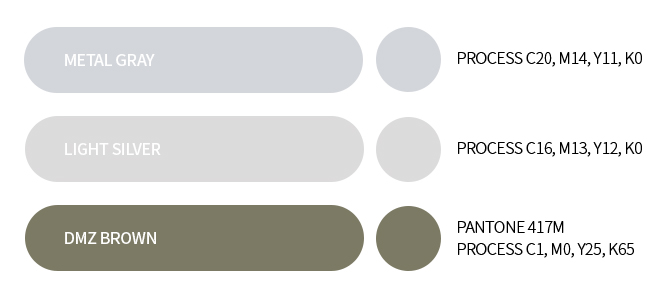 METAL GRAY
PROCESS C20, M14, Y11, K0
LIGHT SILVER
PROCESS C16, M13, Y12, K0
DMZ BROWN
PANTONE 417M
PROCESS C1, M0, Y25, K65